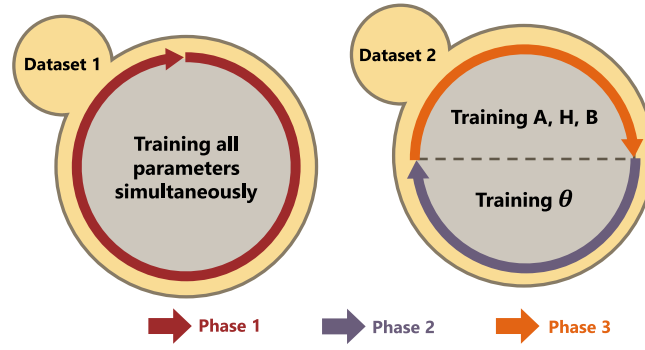 Dataset 1
Training all
parameters
simultaneously
Dataset 2
Training A, H, B
Training θ
Phase 1
Phase 2
Phase 3